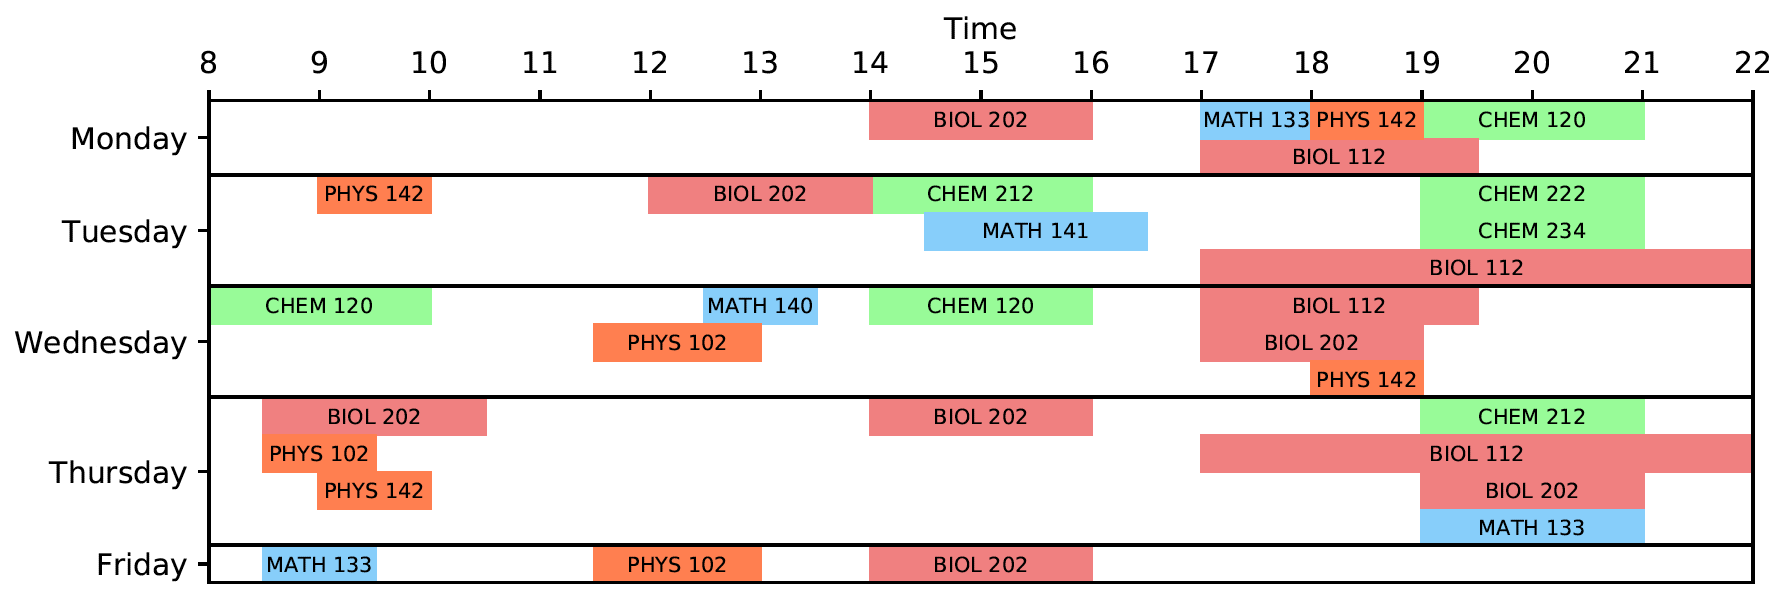 Time
8 9 10 11 12 13 14 15 16 17 18 19 20 21 22
Monday
BIOL 202 MATH 133 PHYS 142 CHEM 120
BIOL 112
Tuesday
PHYS 142 BIOL 202 CHEM 212 CHEM 222
MATH 141 CHEM 234
BIOL 112
Wednesday
CHEM 120 MATH 140 CHEM 120 BIOL 112
PHYS 102 BIOL 202
PHYS 142
Thursday
BIOL 202 BIOL 202 CHEM 212
PHYS 102 BIOL 112
PHYS 142 BIOL 202
MATH 133
Friday
MATH 133 PHYS 102 BIOL 202